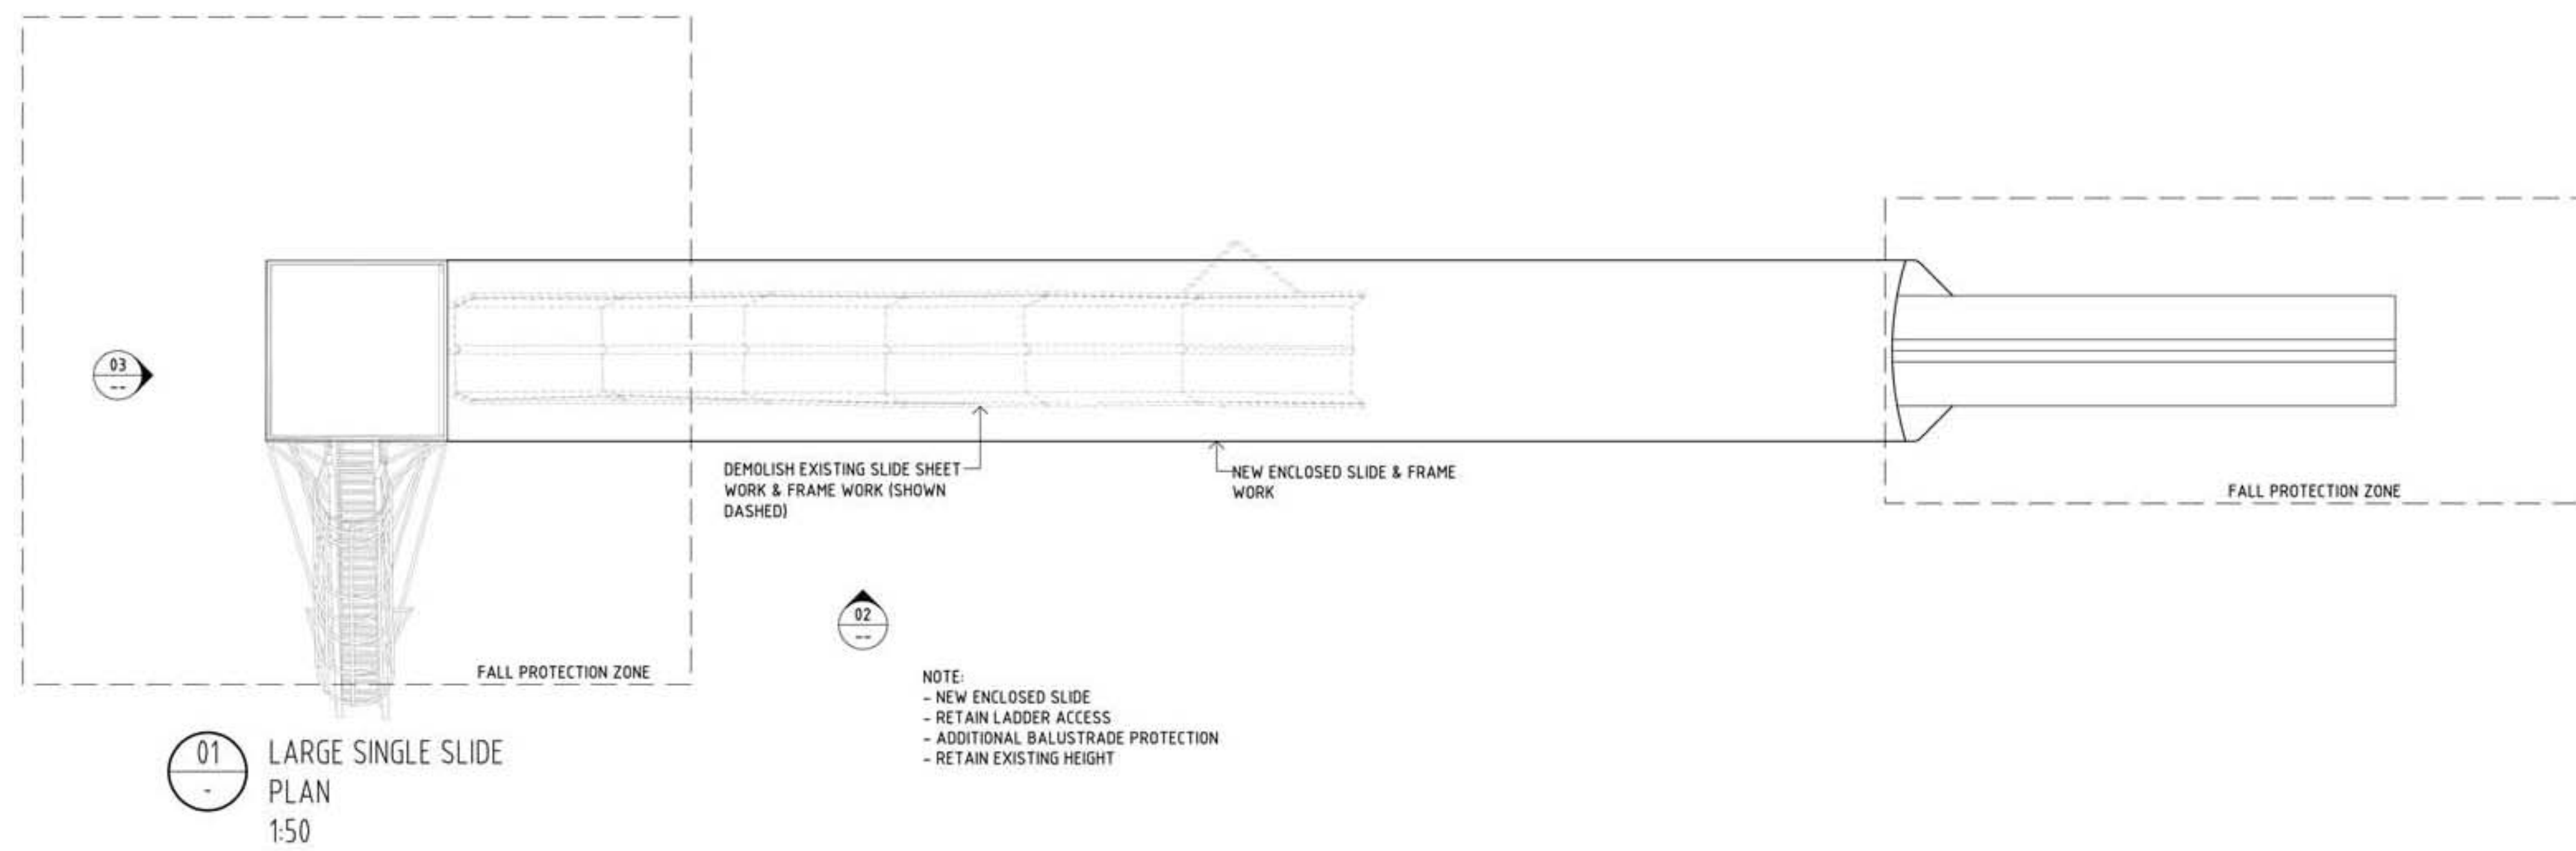 03
--
DEMOLISH EXISTING SLIDE SHEET
WORK & FRAME WORK (SHOWN
DASHED)
NEW ENCLOSED SLIDE & FRAME
WORK
FALL PROTECTION ZONE
02
--
FALL PROTECTION ZONE
NOTE:
- NEW ENCLOSED SLIDE
- RETAIN LADDER ACCESS
- ADDITIONAL BALUSTRADE PROTECTION
- RETAIN EXISTING HEIGHT
01
-
LARGE SINGLE SLIDE
PLAN
1:50